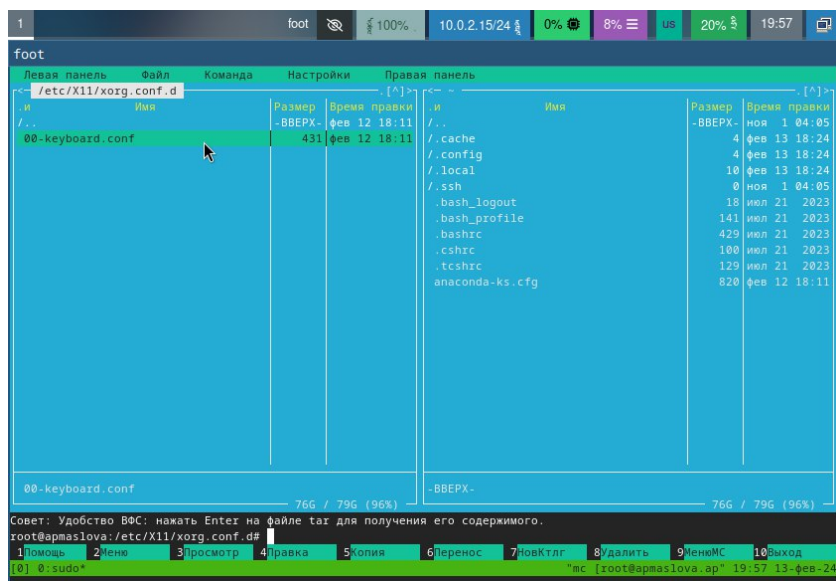 1 foot 100% 10.0.2.15/24 0% 8% us 20% 19:57
foot
Левая панель Файл Команда Настройки Правая панель
<— /etc/X11/xorg.conf.d .[^]> <— ~ .[^]>
.и Имя Размер Время правки .и Имя Размер Время правки
/.. -ВВЕРХ- фев 12 18:11 /.. -ВВЕРХ- ноя 1 04:05
00-keyboard.conf 431 фев 12 18:11 /.cache 4 фев 13 18:24
/.config 4 фев 13 18:24
/.local 10 фев 13 18:24
/.ssh 0 ноя 1 04:05
.bash_logout 18 июл 21 2023
.bash_profile 141 июл 21 2023
.bashrc 429 июл 21 2023
.cshrc 100 июл 21 2023
.tcshrc 129 июл 21 2023
anaconda-ks.cfg 820 фев 12 18:11
00-keyboard.conf -ВВЕРХ-
76G / 79G (96%) 76G / 79G (96%)
Совет: Удобство ВФС: нажать Enter на файле tar для получения его содержимого.
root@apmaslova:/etc/X11/xorg.conf.d#
1Помощь 2Меню 3Просмотр 4Правка 5Копия 6Перенос 7НовКтлг 8Удалить 9МенюМС 10Выход
[0] 0:sudo* "mc [root@apmaslova.ap" 19:57 13-фев-24